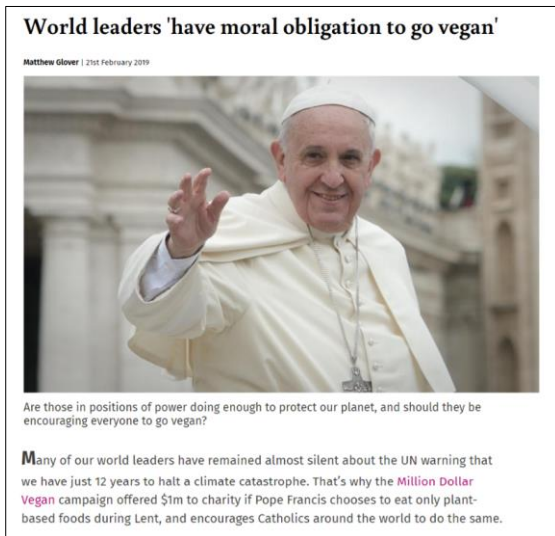 World leaders 'have moral obligation to go vegan'
Matthew Glover | 21st February 2019
Are those in positions of power doing enough to protect our planet, and should they be
encouraging everyone to go vegan?
Many of our world leaders have remained almost silent about the UN warning that
we have just 12 years to halt a climate catastrophe. That's why the Million Dollar
Vegan campaign offered $1m to charity if Pope Francis chooses to eat only plant-
based foods during Lent, and encourages Catholics around the world to do the same.